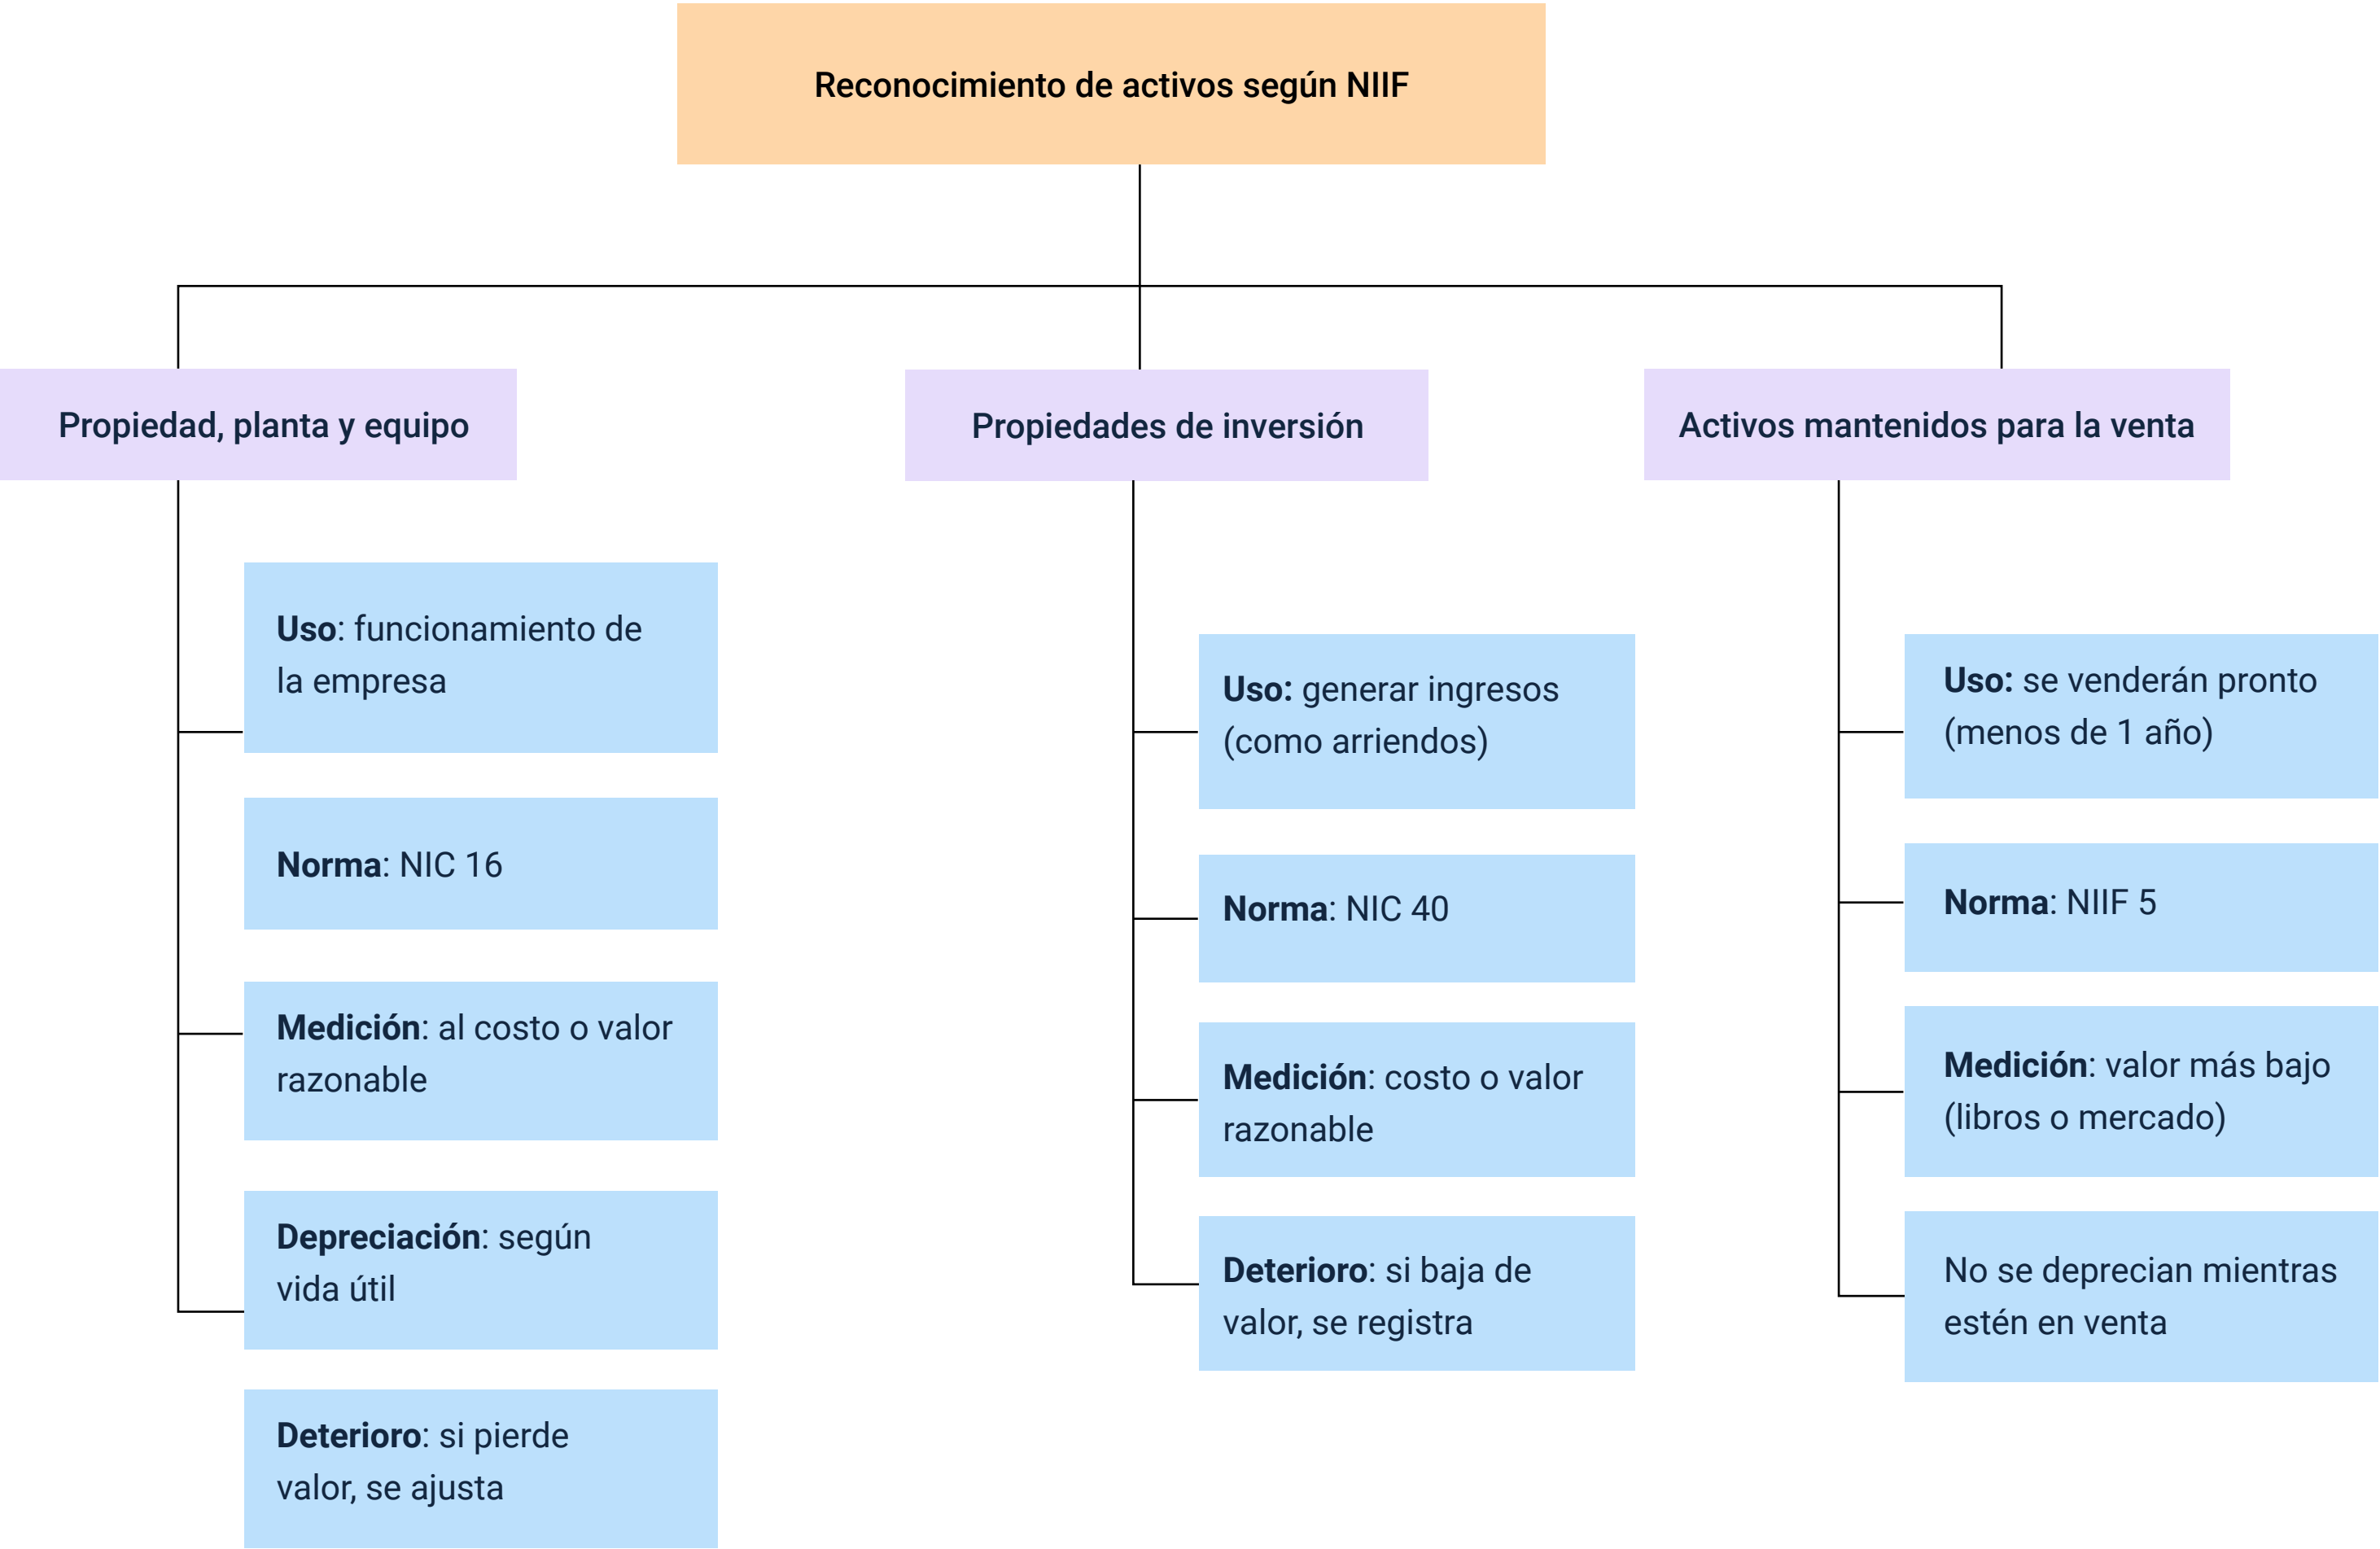 Reconocimiento de activos según NIIF
Propiedad, planta y equipo
Uso: funcionamiento de
la empresa
Norma: NIC 16
Medición: al costo o valor
razonable
Depreciación: según
vida útil
Deterioro: si pierde
valor, se ajusta
Propiedades de inversión
Uso: generar ingresos
(como arriendos)
Norma: NIC 40
Medición: costo o valor
razonable
Deterioro: si baja de
valor, se registra
Activos mantenidos para la venta
Uso: se venderán pronto
(menos de 1 año)
Norma: NIIF 5
Medición: valor más bajo
(libros o mercado)
No se deprecian mientras
estén en venta